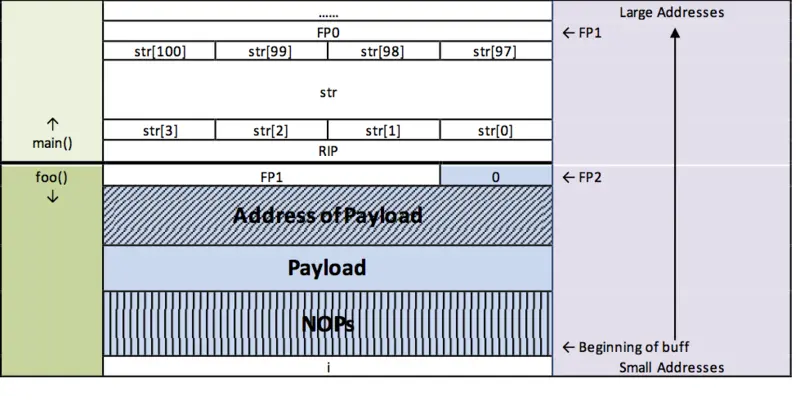 ...... Large Addresses
FP0 ← FP1
str[100] str[99] str[98] str[97]
str
↑
main()
str[3] str[2] str[1] str[0]
RIP
foo() FP1 0 ← FP2
↓
Address of Payload
Payload
NOPs
← Beginning of buff
i Small Addresses